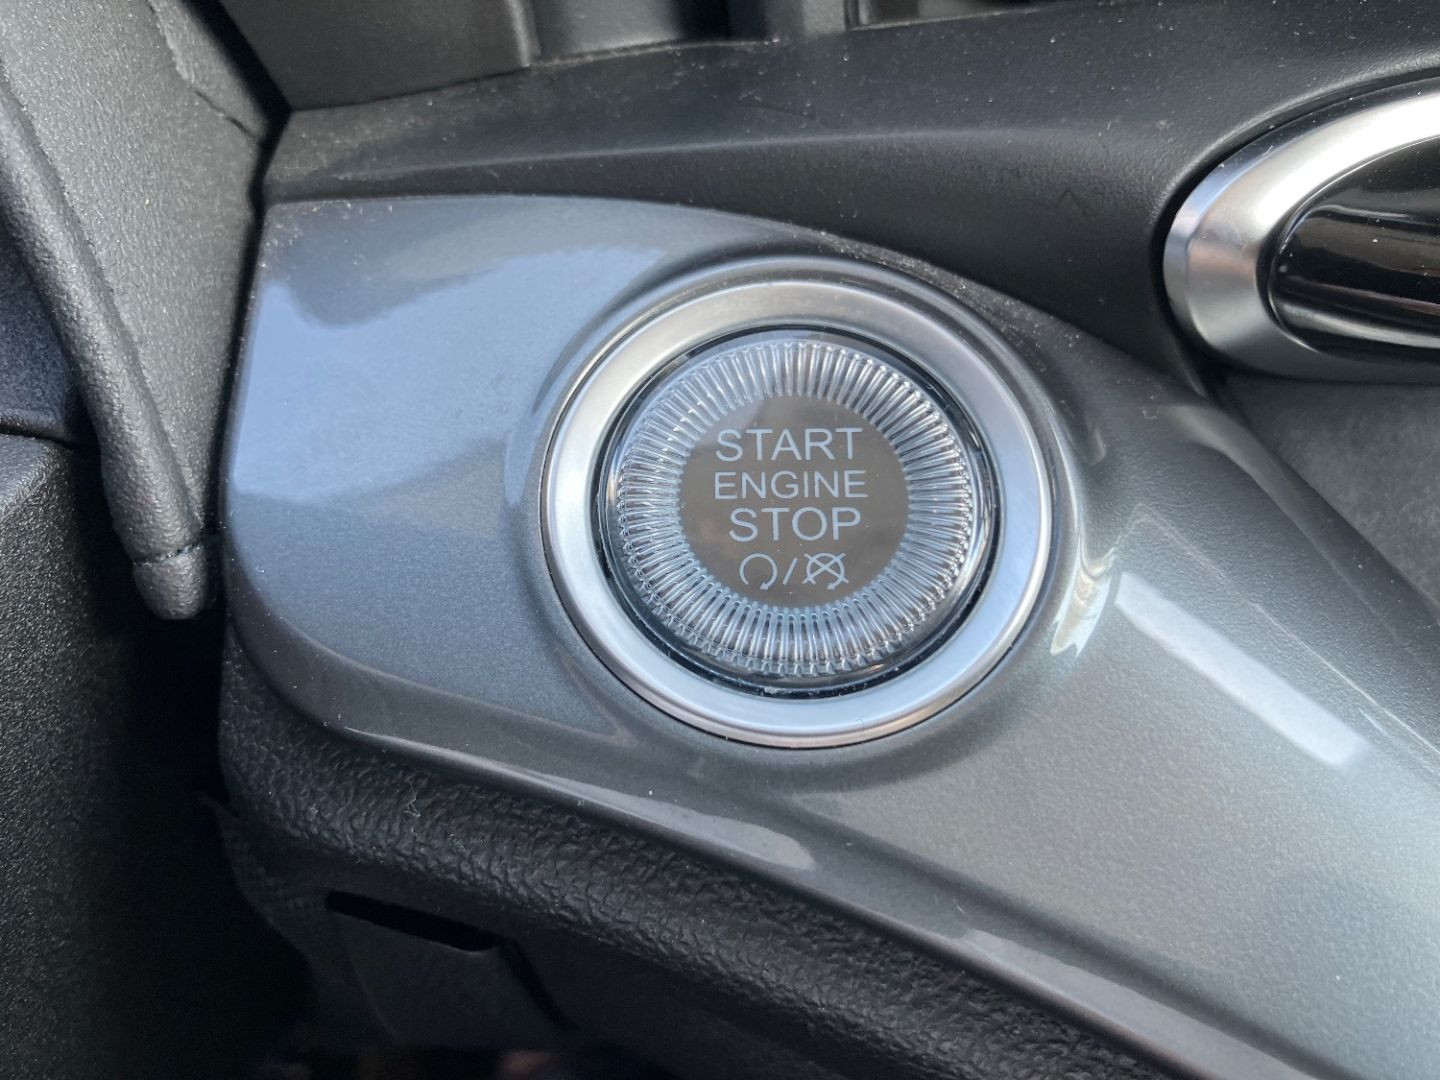 START
ENGINE
STOP
/